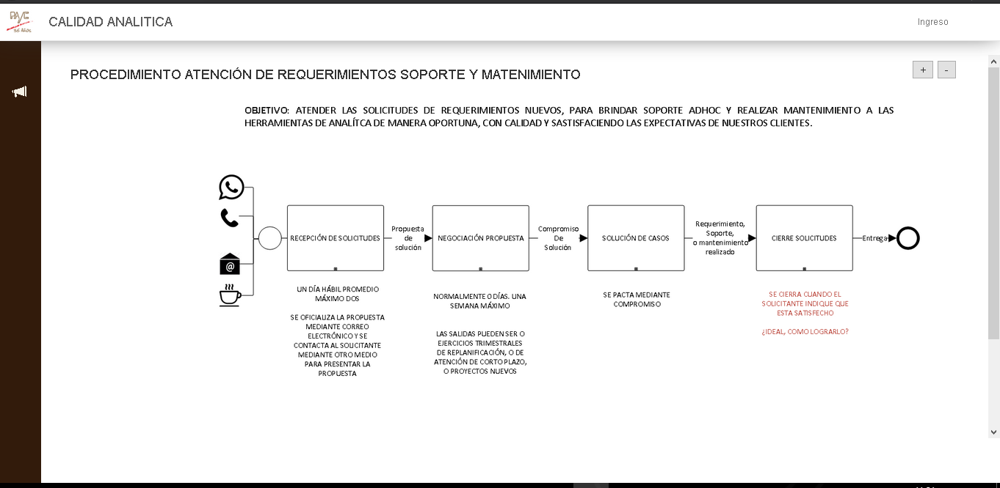 PAYC
56 Años
CALIDAD ANALITICA
Ingreso
PROCEDIMIENTO ATENCIÓN DE REQUERIMIENTOS SOPORTE Y MATENIMIENTO
+
-
OBJETIVO: ATENDER LAS SOLICITUDES DE REQUERIMIENTOS NUEVOS, PARA BRINDAR SOPORTE ADHOC Y REALIZAR MANTENIMIENTO A LAS
HERRAMIENTAS DE ANALÍTCA DE MANERA OPORTUNA, CON CALIDAD Y SASTISFACIENDO LAS EXPECTATIVAS DE NUESTROS CLIENTES.
@
RECEPCIÓN DE SOLICITUDES
Propuesta
de
solución
NEGOCIACIÓN PROPUESTA
Compromiso
De
Solución
SOLUCIÓN DE CASOS
Requerimiento,
Soporte,
o mantenimiento
realizado
CIERRE SOLICITUDES
Entrega
UN DÍA HÁBIL PROMEDIO
MÁXIMO DOS
SE OFICIALIZA LA PROPUESTA
MEDIANTE CORREO
ELECTRÓNICO Y SE
CONTACTA AL SOLICITANTE
MEDIANTE OTRO MEDIO
PARA PRESENTAR LA
PROPUESTA
NORMALMENTE 0 DÍAS. UNA
SEMANA MÁXIMO
LAS SALIDAS PUEDEN SER O
EJERCICIOS TRIMESTRALES
DE REPLANIFICACIÓN, O DE
ATENCIÓN DE CORTO PLAZO,
O PROYECTOS NUEVOS
SE PACTA MEDIANTE
COMPROMISO
SE CIERRA CUANDO EL
SOLICITANTE INDIQUE QUE
ESTA SATISFECHO
¿IDEAL, COMO LOGRARLO?